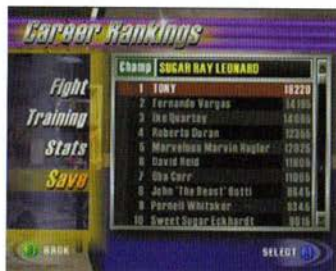 Career Rankings
Champ SUGAR RAY LEONARD
Fight
Training
Stats
Save
1 TONY 18220
2 Fernando Vargas
3 Ike Quartey
4 Roberto Duran
5 Marvelous Marvin Hagler
6 David Reid
7 Oba Carr
8 John "The Beast" Botti
9 Pernell Whitaker
10 Sweet Sugar Eckhardt
BACK
SELECT